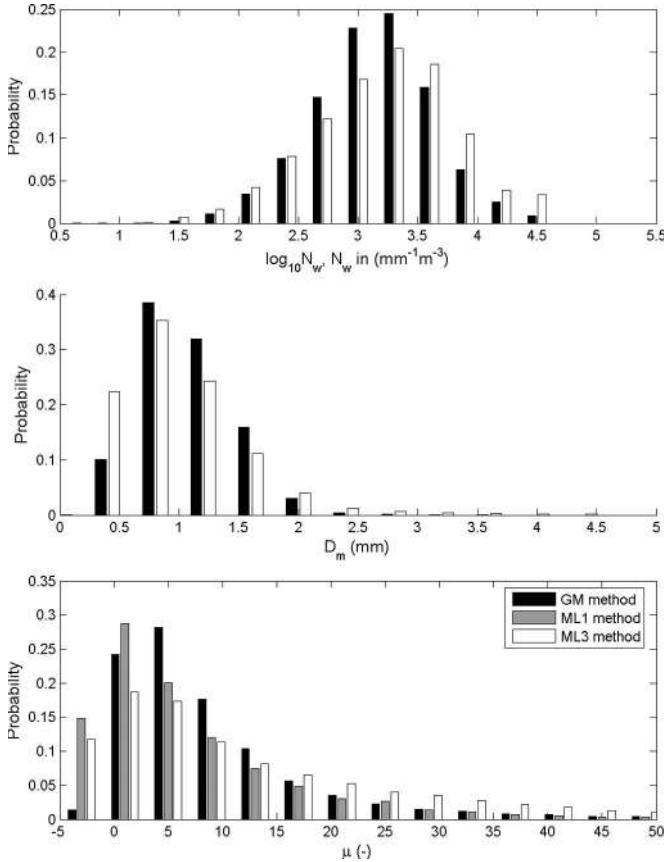 0.25
0.2
0.15
0.1
0.05
0
Probability
0.5 1 1.5 2 2.5 3 3.5 4 4.5 5 5.5
log10Nw, Nw in (mm-1m-3)
0.4
0.3
0.2
0.1
0
Probability
0 0.5 1 1.5 2 2.5 3 3.5 4 4.5 5
Dm (mm)
0.35
0.3
0.25
0.2
0.15
0.1
0.05
0
Probability
GM method
ML1 method
ML3 method
-5 0 5 10 15 20 25 30 35 40 45 50
μ (-)